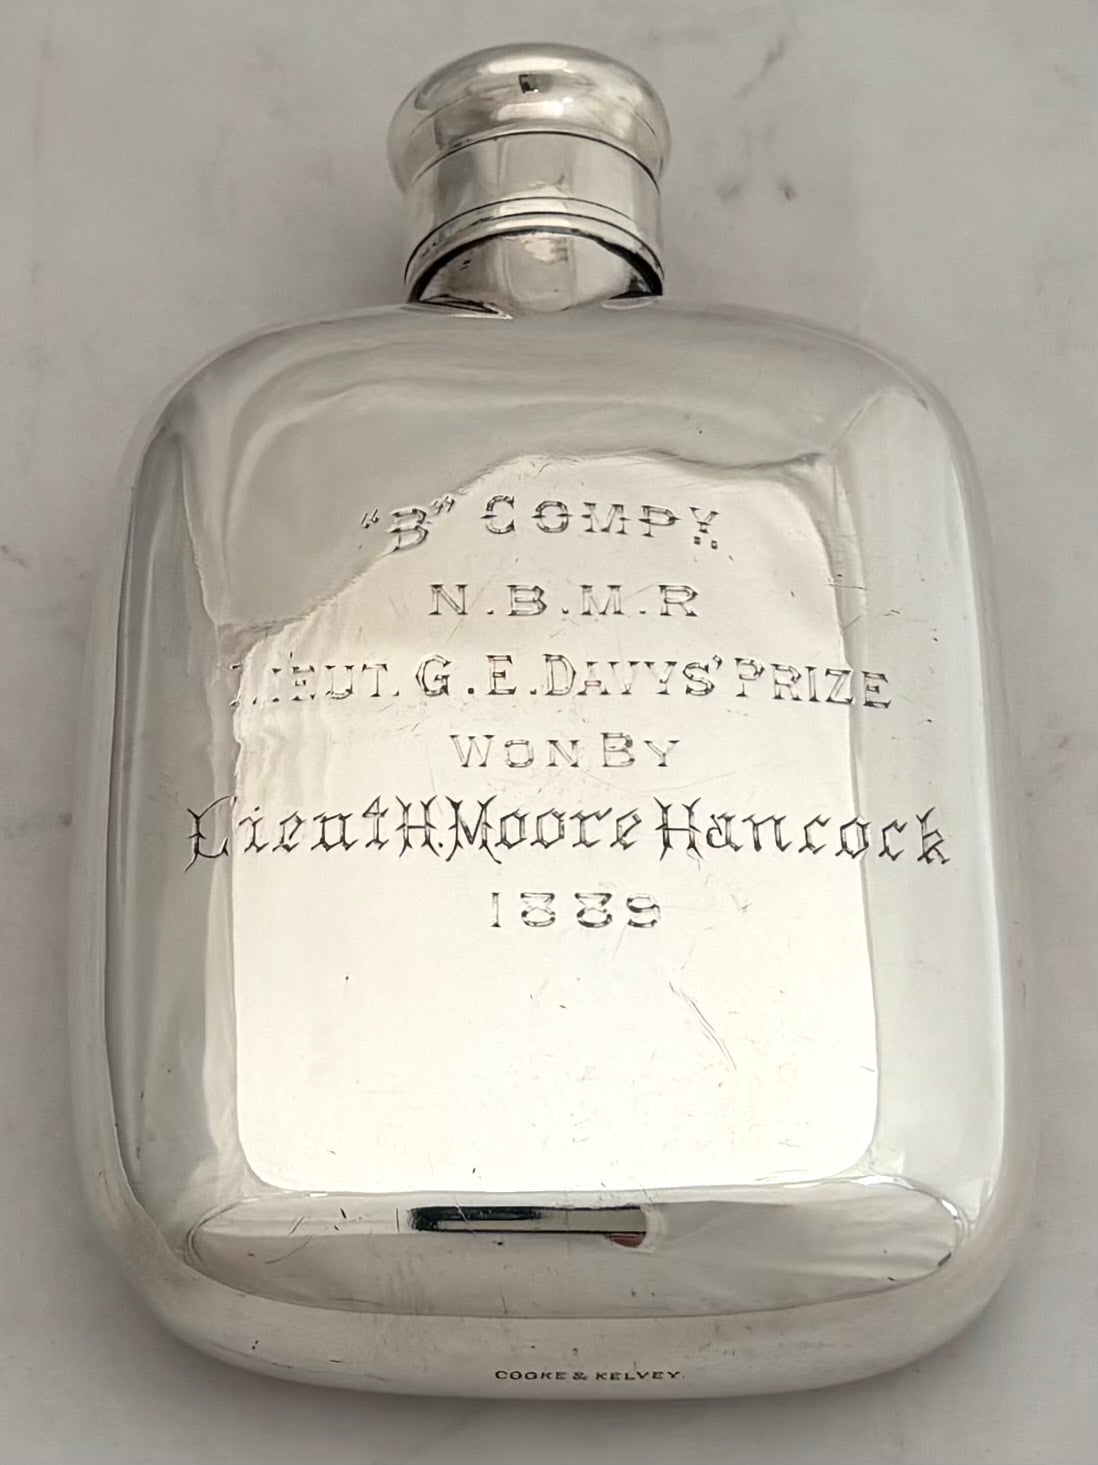 "B" COMPY.
N.B.M.R
LIEUT. G.E. DAVYS' PRIZE
WON BY
Lieut H. Moore Hancock
1889
COOKE & KELVEY.